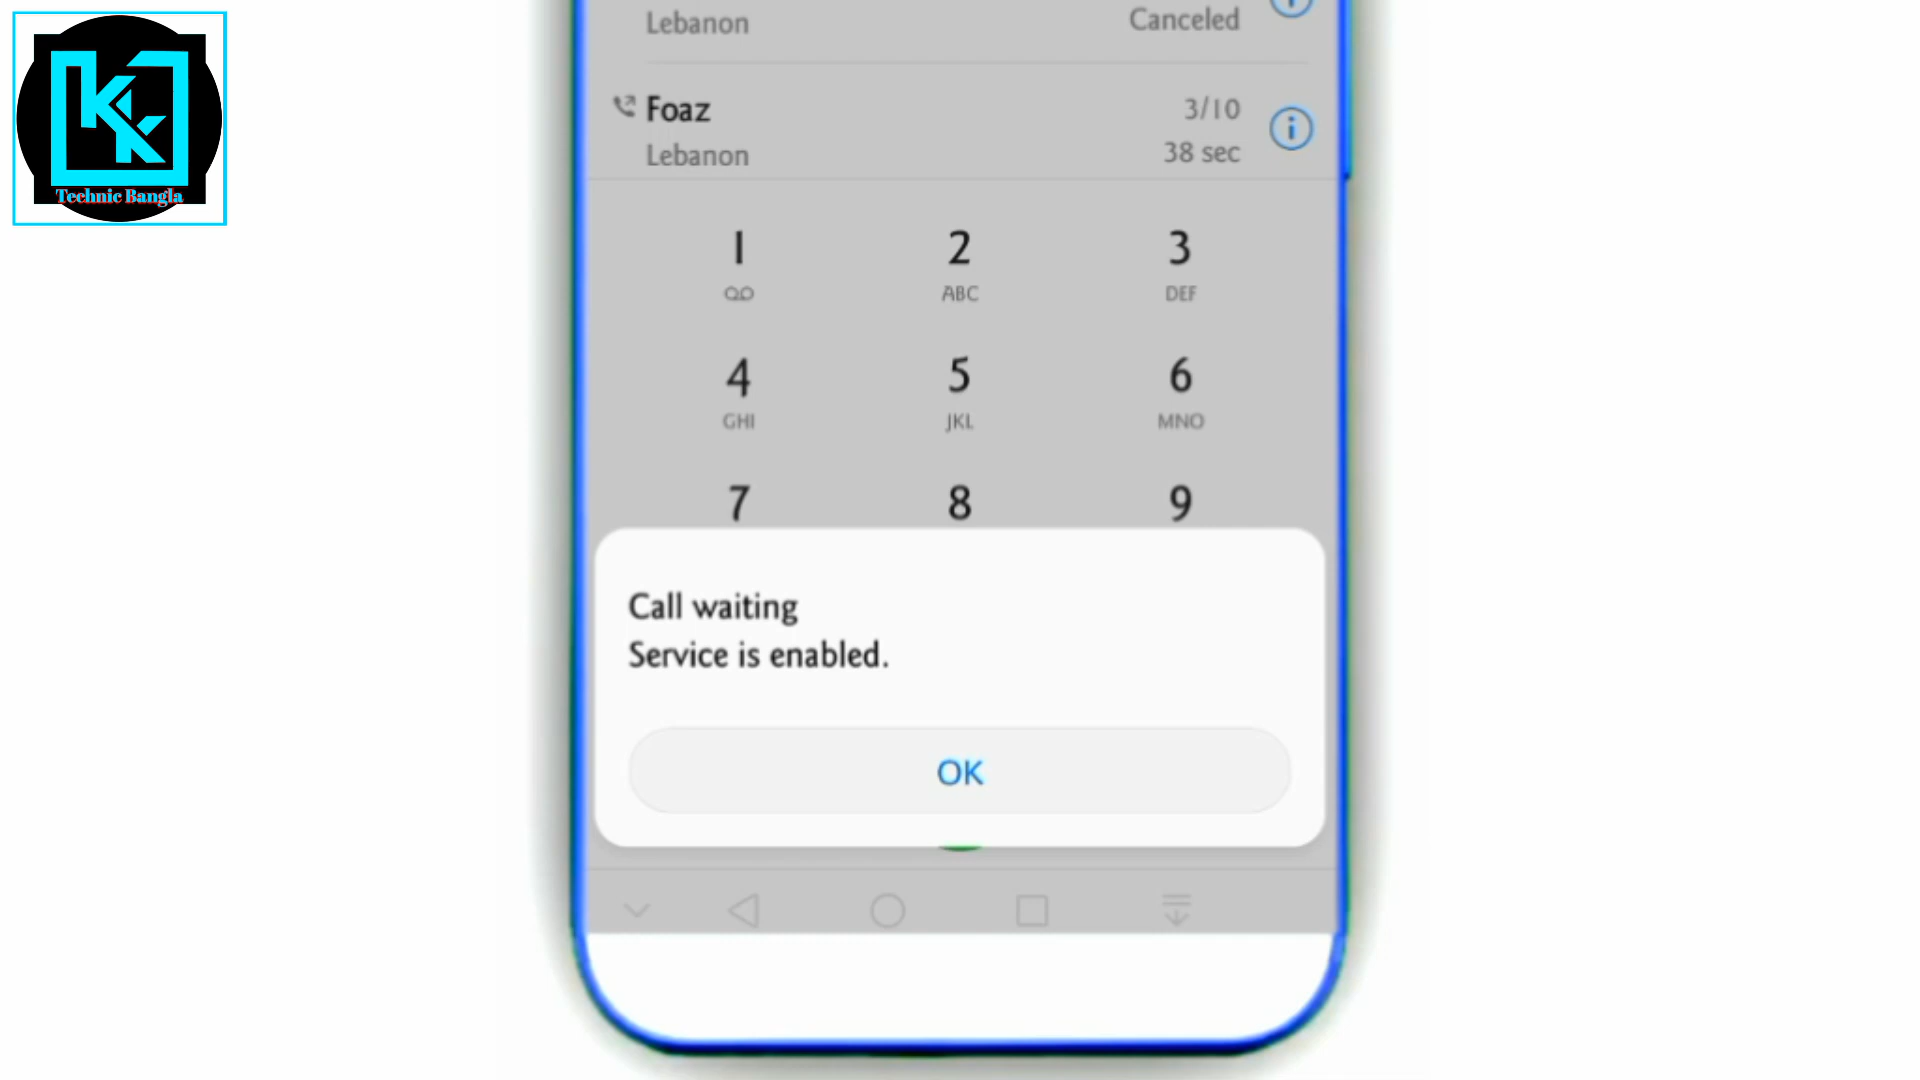 Technic Bangla
Lebanon
Canceled
Foaz
3/10
Lebanon
38 sec
1
2
ABC
3
DEF
4
GHI
5
JKL
6
MNO
7
8
9
Call waiting
Service is enabled.
OK